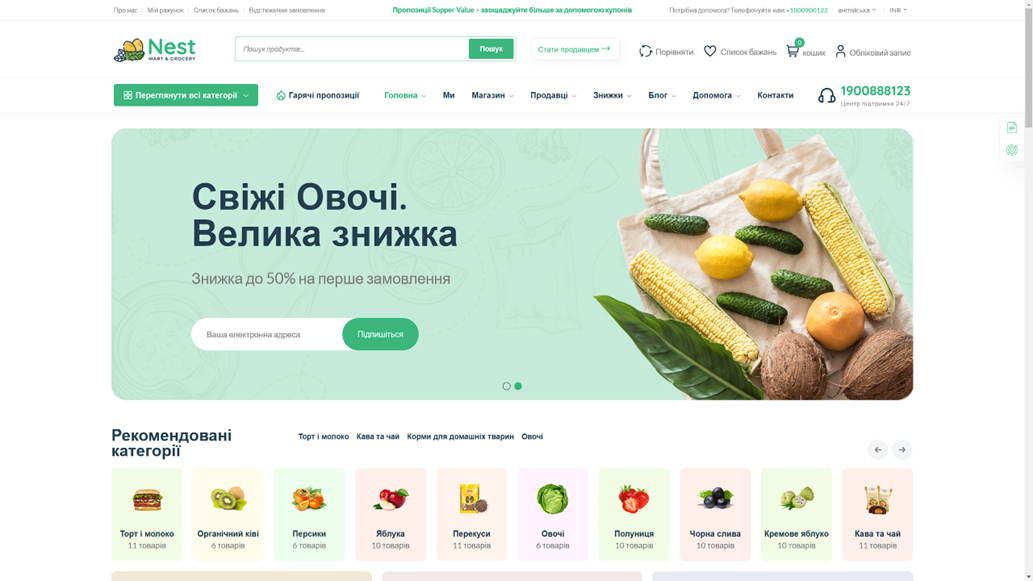 Про нас
Мій рахунок
Список бажань
Відстеження замовлення
Пропозиції Supper Value - заощаджуйте більше за допомогою купонів
Потрібна допомога? Телефонуйте нам:+1800900122
англійська
INR
Nest
MART & GROCERY
Пошук продуктів...
Пошук
Стати продавцем
Порівняти
Список бажань
0
кошик
Обліковий запис
Переглянути всі категорії
Гарячі пропозиції
Головна
Ми
Магазин
Продавці
Знижки
Блог
Допомога
Контакти
1900888123
Центр підтримки 24/7
Свіжі Овочі.
Велика знижка
Знижка до 50% на перше замовлення
Ваша електронна адреса
Підпишіться
Рекомендовані
категорії
Торт і молоко
Кава та чай
Корми для домашніх тварин
Овочі
Торт і молоко
11 товарів
Органічний ківі
6 товарів
Персики
6 товарів
Яблука
10 товарів
Перекуси
11 товарів
Овочі
6 товарів
Полуниця
10 товарів
Чорна слива
10 товарів
Кремове яблуко
10 товарів
Кава та чай
11 товарів